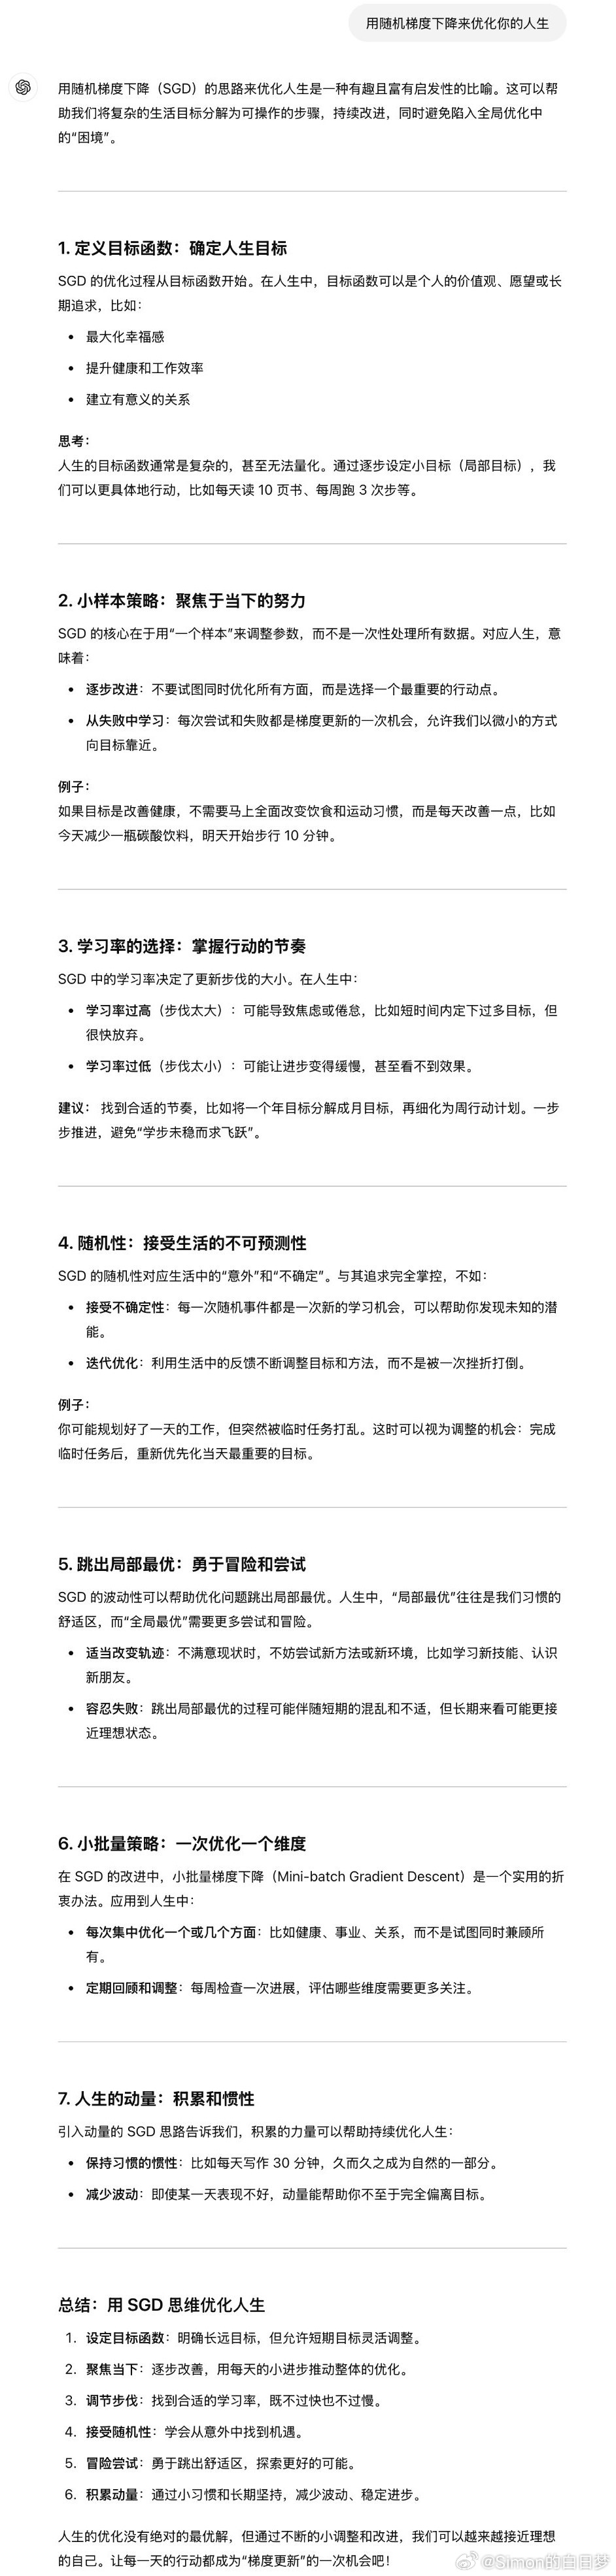 用随机梯度下降来优化你的人生
用随机梯度下降（SGD）的思路来优化人生是一种有趣且富有启发性的比喻。这可以帮
助我们将复杂的生活目标分解为可操作的步骤，持续改进，同时避免陷入全局优化中
的“困境”。
1. 定义目标函数：确定人生目标
SGD 的优化过程从目标函数开始。在人生中，目标函数可以是个人的价值观、愿望或长
期追求，比如：
• 最大化幸福感
• 提升健康和工作效率
• 建立有意义的关系
思考：
人生的目标函数通常是复杂的，甚至无法量化。通过逐步设定小目标（局部目标），我
们可以更具体地行动，比如每天读 10 页书、每周跑 3 次步等。
2. 小样本策略：聚焦于当下的努力
SGD 的核心在于用“一个样本”来调整参数，而不是一次性处理所有数据。对应人生，意
味着：
• 逐步改进：不要试图同时优化所有方面，而是选择一个最重要的行动点。
• 从失败中学习：每次尝试和失败都是梯度更新的一次机会，允许我们以微小的方式
向目标靠近。
例子：
如果目标是改善健康，不需要马上全面改变饮食和运动习惯，而是每天改善一点，比如
今天减少一瓶碳酸饮料，明天开始步行 10 分钟。
3. 学习率的选择：掌握行动的节奏
SGD 中的学习率决定了更新步伐的大小。在人生中：
• 学习率过高（步伐太大）：可能导致焦虑或倦怠，比如短时间内定下过多目标，但
很快放弃。
• 学习率过低（步伐太小）：可能让进步变得缓慢，甚至看不到效果。
建议： 找到合适的节奏，比如将一个年目标分解成月目标，再细化为周行动计划。一步
步推进，避免“学步未稳而求飞跃”。
4. 随机性：接受生活的不可预测性
SGD 的随机性对应生活中的“意外”和“不确定”。与其追求完全掌控，不如：
• 接受不确定性：每一次随机事件都是一次新的学习机会，可以帮助你发现未知的潜
能。
• 迭代优化：利用生活中的反馈不断调整目标和方法，而不是被一次挫折打倒。
例子：
你可能规划好了一天的工作，但突然被临时任务打乱。这时可以视为调整的机会：完成
临时任务后，重新优先化当天最重要的目标。
5. 跳出局部最优：勇于冒险和尝试
SGD 的波动性可以帮助优化问题跳出局部最优。人生中，“局部最优”往往是我们习惯的
舒适区，而“全局最优”需要更多尝试和冒险。
• 适当改变轨迹：不满意现状时，不妨尝试新方法或新环境，比如学习新技能、认识
新朋友。
• 容忍失败：跳出局部最优的过程可能伴随短期的混乱和不适，但长期来看可能更接
近理想状态。
6. 小批量策略：一次优化一个维度
在 SGD 的改进中，小批量梯度下降（Mini-batch Gradient Descent）是一个实用的折
衷办法。应用到人生中：
• 每次集中优化一个或几个方面：比如健康、事业、关系，而不是试图同时兼顾所
有。
• 定期回顾和调整：每周检查一次进展，评估哪些维度需要更多关注。
7. 人生的动量：积累和惯性
引入动量的 SGD 思路告诉我们，积累的力量可以帮助持续优化人生：
• 保持习惯的惯性：比如每天写作 30 分钟，久而久之成为自然的一部分。
• 减少波动：即使某一天表现不好，动量能帮助你不至于完全偏离目标。
总结：用 SGD 思维优化人生
1. 设定目标函数：明确长远目标，但允许短期目标灵活调整。
2. 聚焦当下：逐步改善，用每天的小进步推动整体的优化。
3. 调节步伐：找到合适的学习率，既不过快也不过慢。
4. 接受随机性：学会从意外中找到机遇。
5. 冒险尝试：勇于跳出舒适区，探索更好的可能。
6. 积累动量：通过小习惯和长期坚持，减少波动、稳定进步。
人生的优化没有绝对的最优解，但通过不断的小调整和改进，我们可以越来越接近理想
的自己。让每一天的行动都成为“梯度更新”的一次机会吧！
@Simon的白日梦